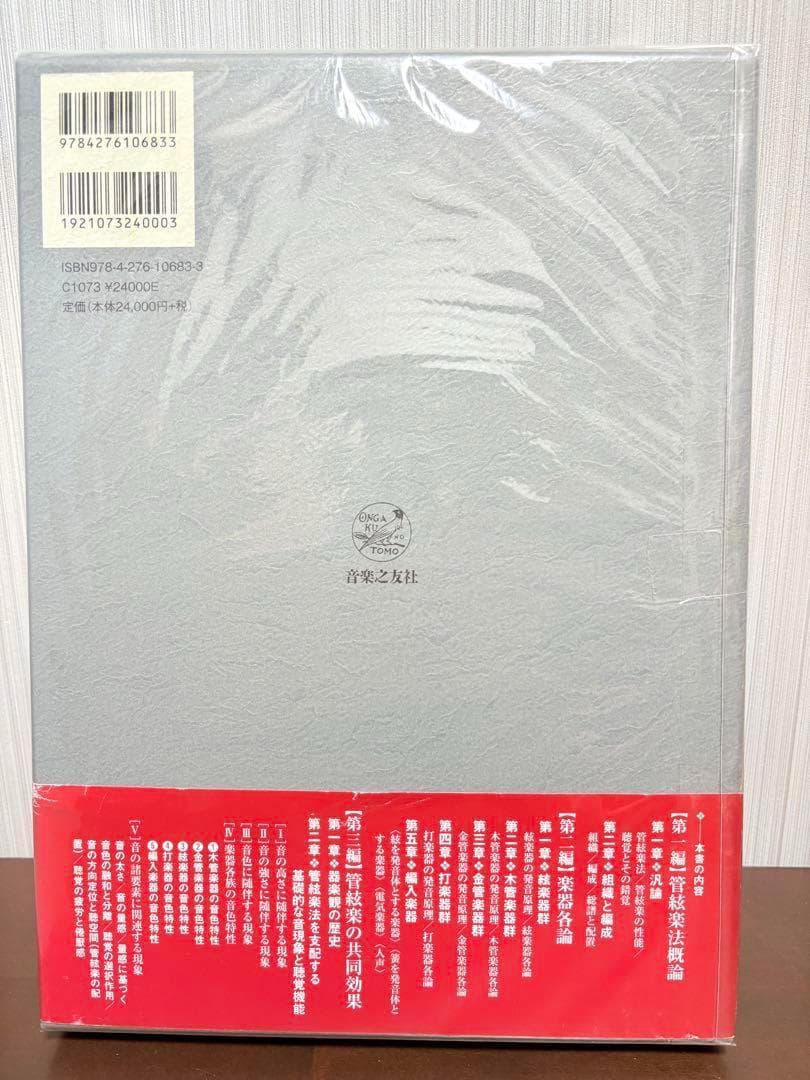 9784276106833
1921073240003
ISBN978-4-276-10683-3
C1073 ¥24000E
定価(本体24,000円+税)
ONGA
KU
NO
TOMO
音楽之友社
❖──本書の内容
【第一編】管絃楽法概論
第一章❖汎論
管絃楽法／管絃楽の性能／
聴覚とその錯覚
第二章❖組織と編成
組織／編成／総譜と配置
【第二編】楽器各論
第一章❖絃楽器群
絃楽器の発音原理／絃楽器各論
第二章❖木管楽器群
木管楽器の発音原理／木管楽器各論
第三章❖金管楽器群
金管楽器の発音原理／金管楽器各論
第四章❖打楽器群
打楽器の発音原理／打楽器各論
第五章❖編入楽器
〈絃を発音体とする楽器〉〈簧を発音体と
する楽器〉〈電気楽器〉〈人声〉
【第三編】管絃楽の共同効果
第一章❖器楽観の歴史
第二章❖管絃楽法を支配する
基礎的な音現象と聴覚機能
［Ⅰ］音の高さに随伴する現象
［Ⅱ］音の強さに随伴する現象
［Ⅲ］音色に随伴する現象
［Ⅳ］楽器各族の音色特性
❶木管楽器の音色特性
❷金管楽器の音色特性
❸絃楽器の音色特性
❹打楽器の音色特性
❺編入楽器の音色特性
［Ⅴ］音の諸要素に関連する現象
音の太さ／音の量感／量感に基づく
音色の融和と分離／聴覚の選択作用／
音の方向定位と聴空間（管絃楽の配
置）／聴覚の疲労と倦厭感